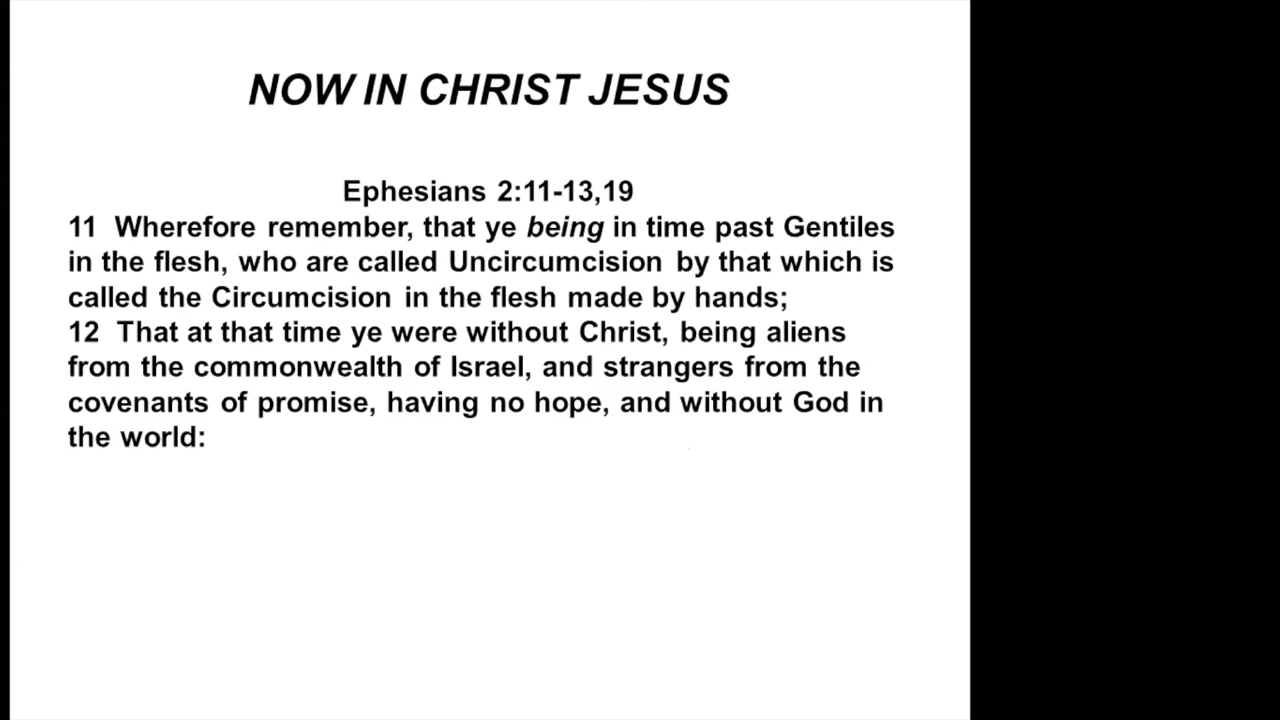 NOW IN CHRIST JESUS
Ephesians 2:11-13,19
11 Wherefore remember, that ye being in time past Gentiles
in the flesh, who are called Uncircumcision by that which is
called the Circumcision in the flesh made by hands;
12 That at that time ye were without Christ, being aliens
from the commonwealth of Israel, and strangers from the
covenants of promise, having no hope, and without God in
the world: